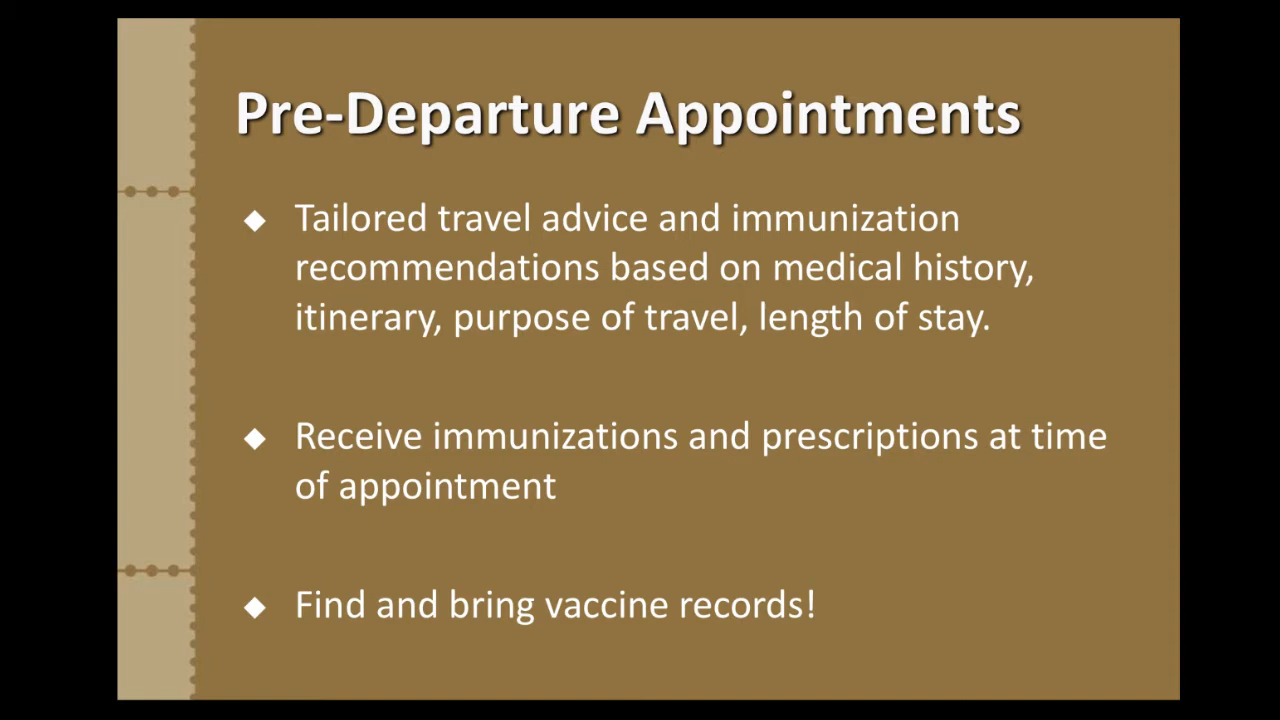 Pre-Departure Appointments
◆ Tailored travel advice and immunization
recommendations based on medical history,
itinerary, purpose of travel, length of stay.
◆ Receive immunizations and prescriptions at time
of appointment
◆ Find and bring vaccine records!